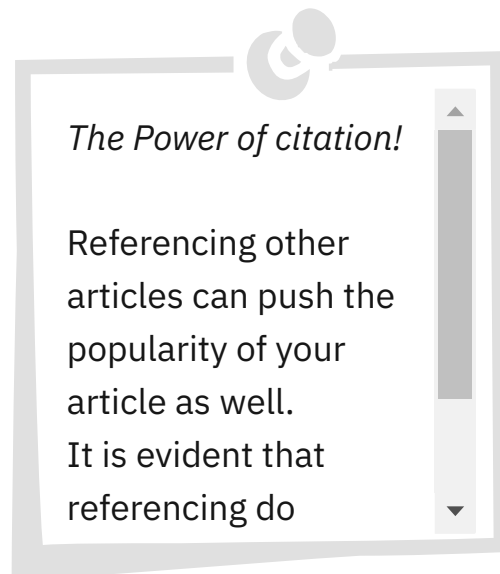 The Power of citation!
Referencing other
articles can push the
popularity of your
article as well.
It is evident that
referencing do